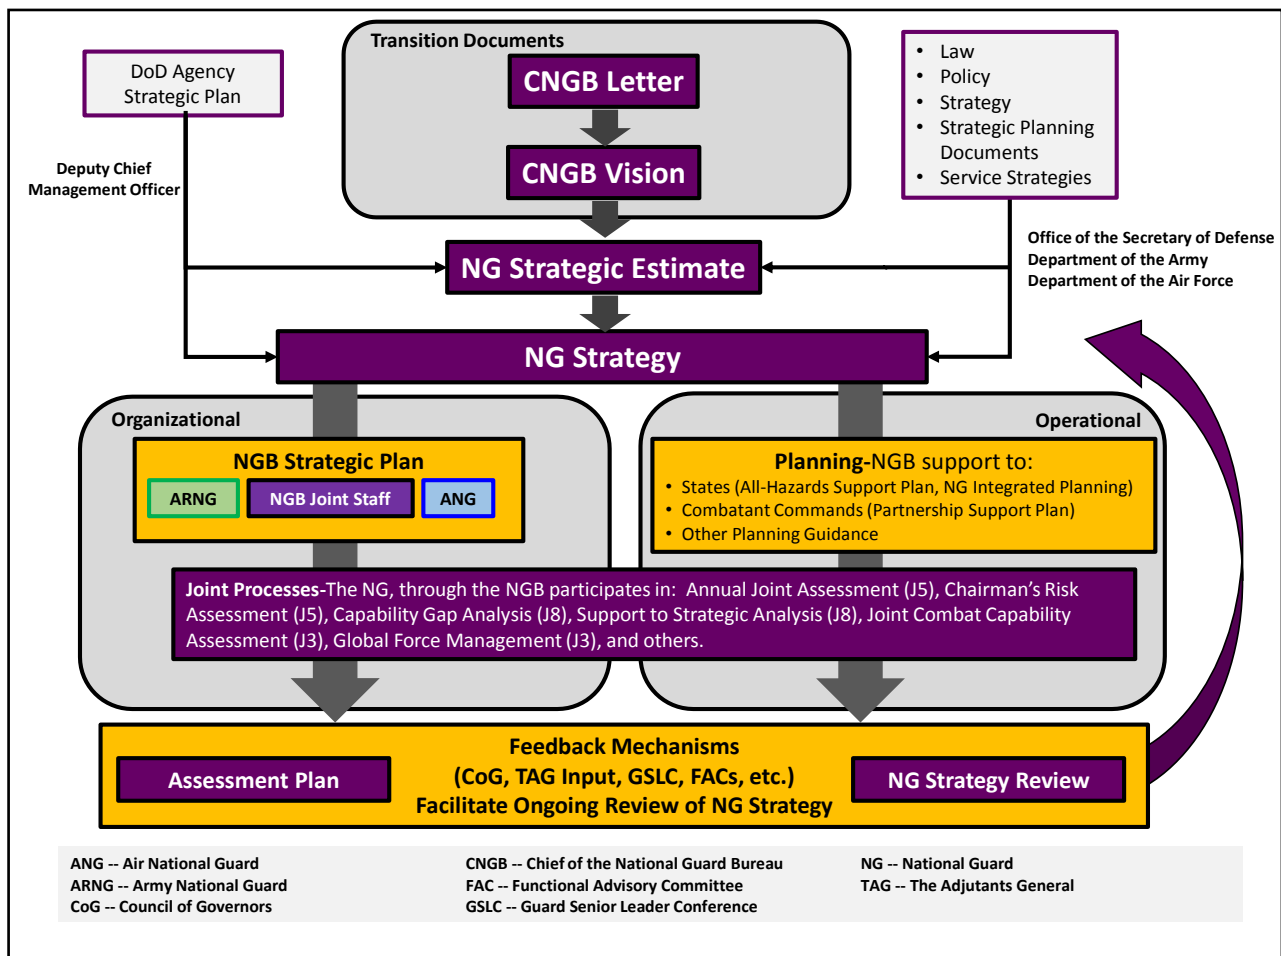 Transition Documents
CNGB Letter
CNGB Vision
DoD Agency
Strategic Plan
Deputy Chief
Management Officer
• Law
• Policy
• Strategy
• Strategic Planning
Documents
• Service Strategies
Office of the Secretary of Defense
Department of the Army
Department of the Air Force
NG Strategic Estimate
NG Strategy
Organizational
NGB Strategic Plan
ARNG
NGB Joint Staff
ANG
Operational
Planning-NGB support to:
• States (All-Hazards Support Plan, NG Integrated Planning)
• Combatant Commands (Partnership Support Plan)
• Other Planning Guidance
Joint Processes-The NG, through the NGB participates in:  Annual Joint Assessment (J5), Chairman’s Risk
Assessment (J5), Capability Gap Analysis (J8), Support to Strategic Analysis (J8), Joint Combat Capability
Assessment (J3), Global Force Management (J3), and others.
Feedback Mechanisms
(CoG, TAG Input, GSLC, FACs, etc.)
Facilitate Ongoing Review of NG Strategy
Assessment Plan
NG Strategy Review
ANG -- Air National Guard
ARNG -- Army National Guard
CoG -- Council of Governors
CNGB -- Chief of the National Guard Bureau
FAC -- Functional Advisory Committee
GSLC -- Guard Senior Leader Conference
NG -- National Guard
TAG -- The Adjutants General